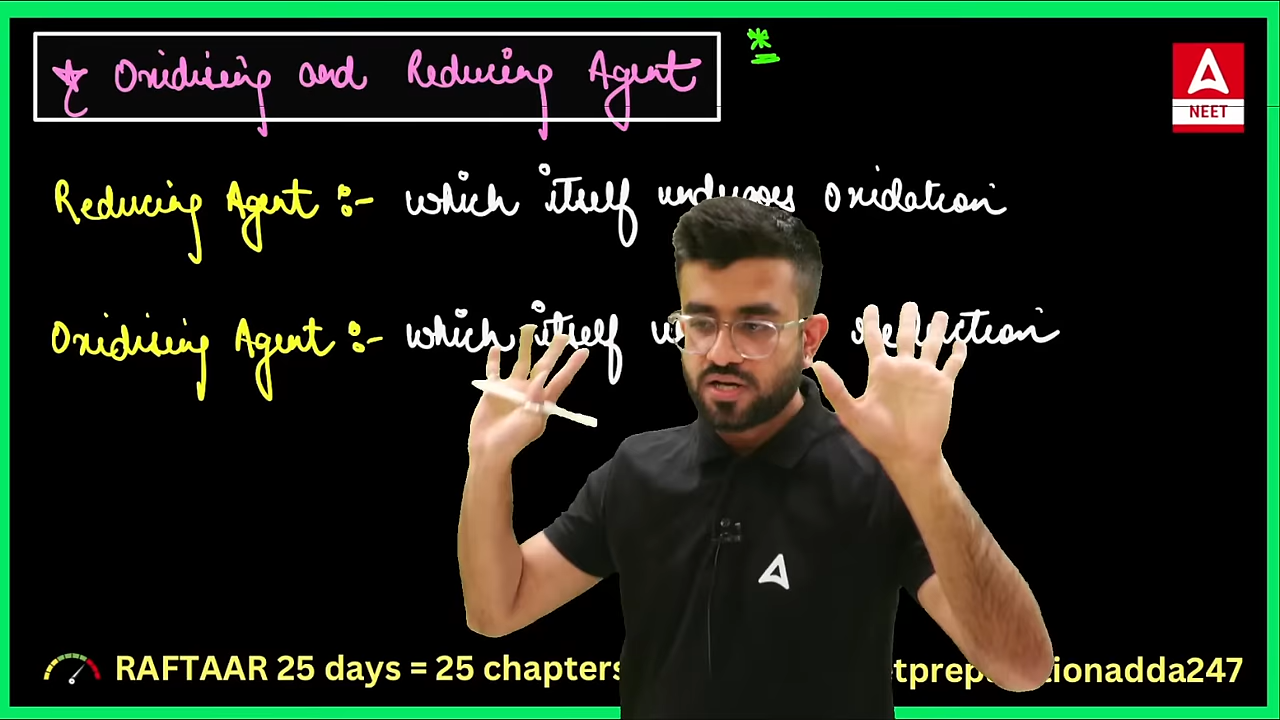 * Oxidising and Reducing Agent *
NEET
Reducing Agent :- which itself undergoes Oxidation
Oxidising Agent :- which itself reduction
RAFTAAR 25 days = 25 chapters